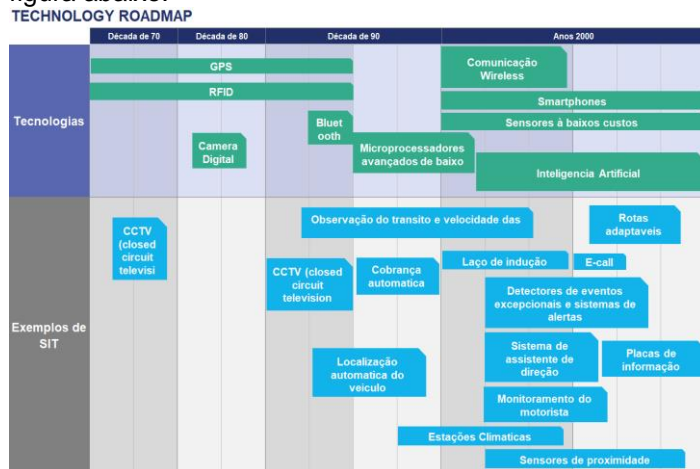 figura abaixo.
TECHNOLOGY ROADMAP
Década de 70
Década de 80
Década de 90
Anos 2000
Tecnologias
GPS
RFID
Camera
Digital
Bluet
ooth
Microprocessadores
avançados de baixo
Comunicação
Wireless
Smartphones
Sensores à baixos custos
Inteligencia Artificial
Exemplos de
SIT
CCTV
(closed
circuit
televisi
Observação do transito e velocidade das
CCTV (closed
circuit
television
Cobrança
automatica
Localização
automatica do
veiculo
Laço de indução
E-call
Rotas
adaptaveis
Detectores de eventos
excepcionais e sistemas de
alertas
Sistema de
assistente de
direção
Placas de
informação
Monitoramento do
motorista
Estações Climaticas
Sensores de proximidade